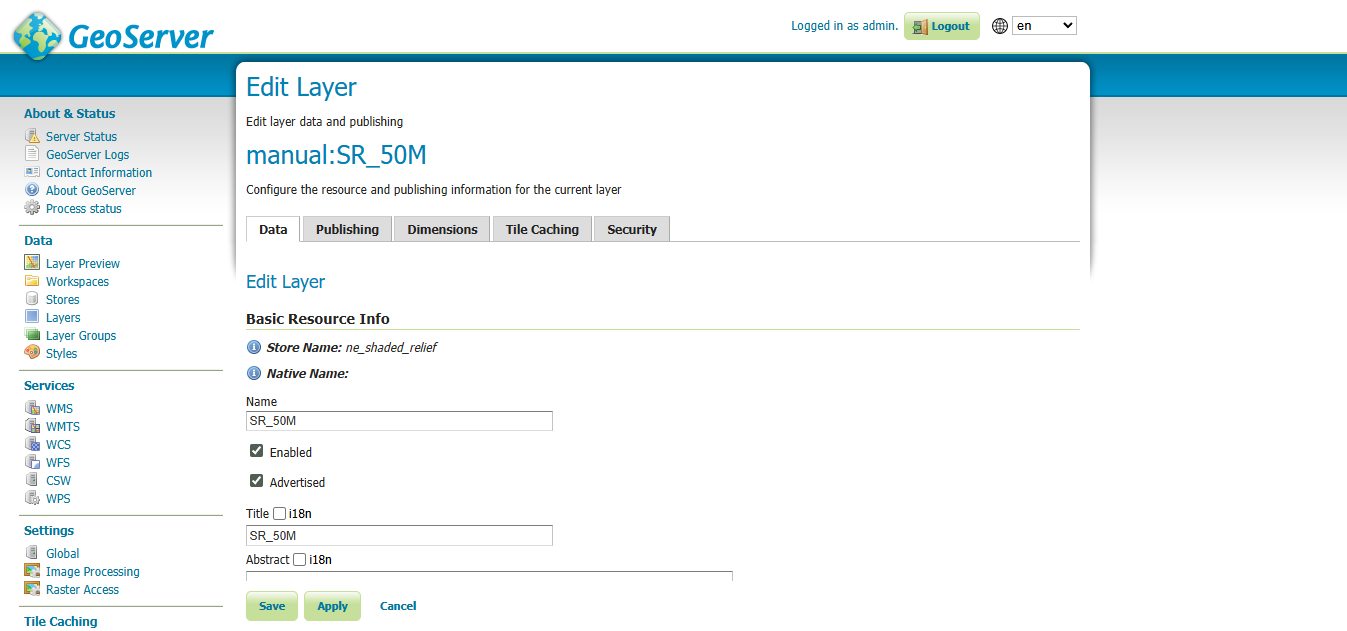 GeoServer
Logged in as admin.
Logout
en
About & Status
Server Status
GeoServer Logs
Contact Information
About GeoServer
Process status
Data
Layer Preview
Workspaces
Stores
Layers
Layer Groups
Styles
Services
WMS
WMTS
WCS
WFS
CSW
WPS
Settings
Global
Image Processing
Raster Access
Tile Caching
Edit Layer
Edit layer data and publishing
manual:SR_50M
Configure the resource and publishing information for the current layer
Data Publishing Dimensions Tile Caching Security
Edit Layer
Basic Resource Info
Store Name: ne_shaded_relief
Native Name:
Name
SR_50M
Enabled
Advertised
Title i18n
SR_50M
Abstract i18n
Save Apply Cancel